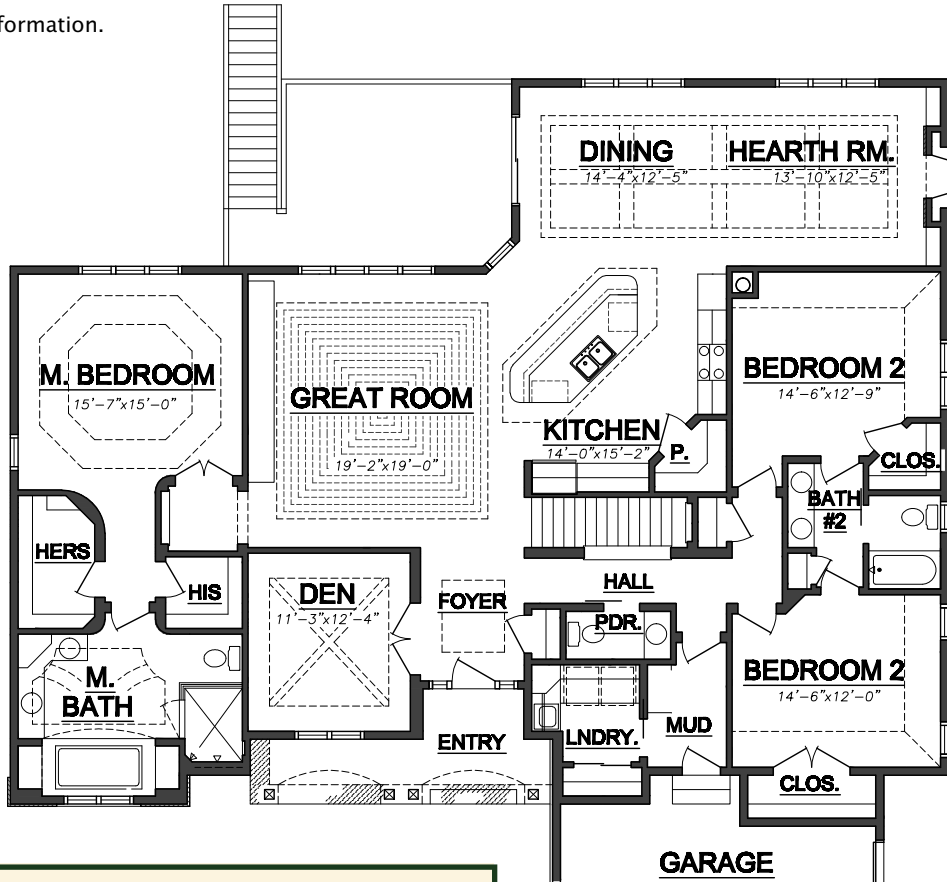 formation.
DINING
14'-4"x12'-5"
HEARTH RM.
13'-10"x12'-5"
M. BEDROOM
15'-7"x15'-0"
GREAT ROOM
19'-2"x19'-0"
KITCHEN
14'-0"x15'-2"
P.
BEDROOM 2
14'-6"x12'-9"
CLOS.
BATH
#2
HERS
HIS
DEN
11'-3"x12'-4"
FOYER
HALL
PDR.
M.
BATH
ENTRY
LNDRY.
MUD
BEDROOM 2
14'-6"x12'-0"
CLOS.
GARAGE